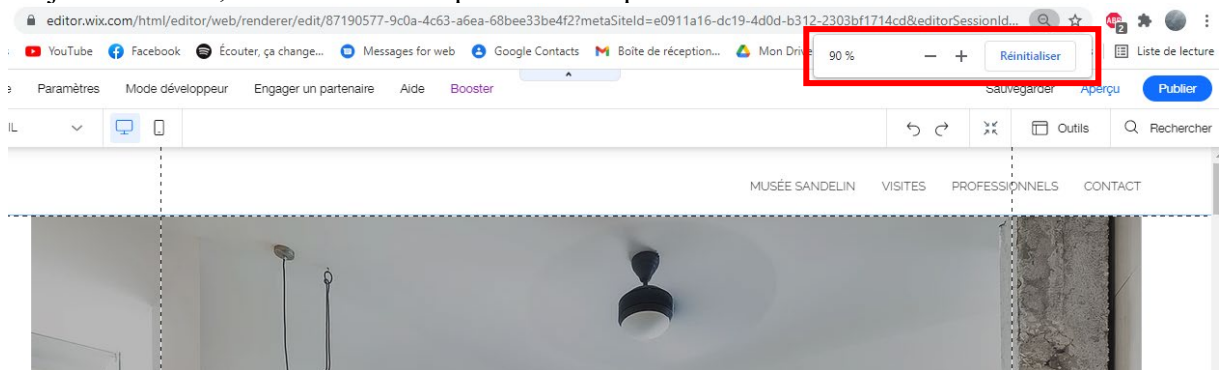 editor.wix.com/html/editor/web/renderer/edit/87190577-9c0a-4c63-a6ea-68bee33be4f2?metaSiteId=e0911a16-dc19-4d0d-b312-2303bf1714cd&editorSessionId... ABP 2
YouTube Facebook Écouter, ça change... Messages for web Google Contacts Boîte de réception... Mon Drive Liste de lecture
90 % − + Réinitialiser
Paramètres Mode développeur Engager un partenaire Aide Booster Sauvegarder Aperçu Publier
IL Outils Rechercher
MUSÉE SANDELIN VISITES PROFESSIONNELS CONTACT